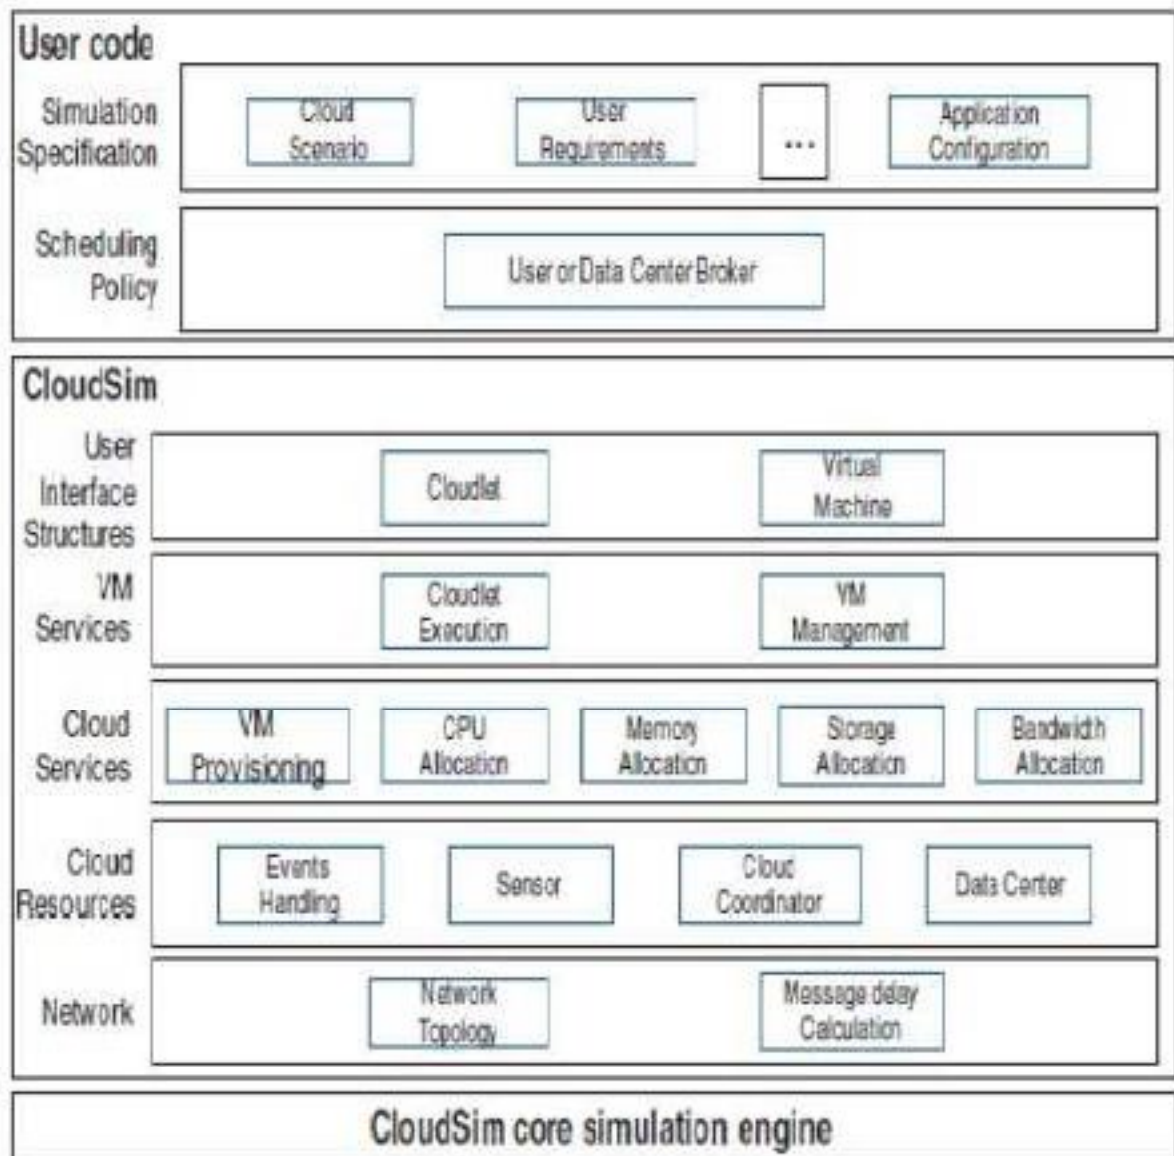 User code
Simulation
Specification
Cloud
Scenario
User
Requirements
...
Application
Configuration
Scheduling
Policy
User or Data Center Broker
CloudSim
User
Interface
Structures
Cloudlet
Virtual
Machine
VM
Services
Cloudlet
Execution
VM
Management
Cloud
Services
VM
Provisioning
CPU
Allocation
Memory
Allocation
Storage
Allocation
Bandwidth
Allocation
Cloud
Resources
Events
Handling
Sensor
Cloud
Coordinator
Data Center
Network
Network
Topology
Message delay
Calculation
CloudSim core simulation engine